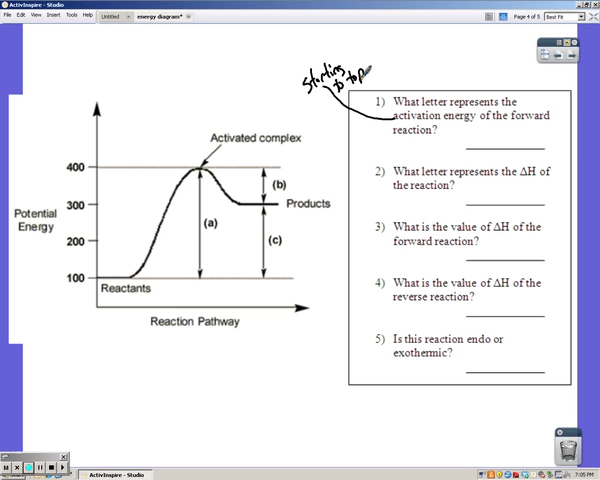 ActivInspire - Studio
File Edit View Insert Tools Help
Untitled
energy diagram*
Page 4 of 5
Best Fit
starting
to top
Activated complex
400
300
200
100
Potential
Energy
(a)
(b)
(c)
Products
Reactants
Reaction Pathway
1) What letter represents the
activation energy of the forward
reaction?
2) What letter represents the ΔH of
the reaction?
3) What is the value of ΔH of the
forward reaction?
4) What is the value of ΔH of the
reverse reaction?
5) Is this reaction endo or
exothermic?
ActivInspire - Studio
7:05 PM